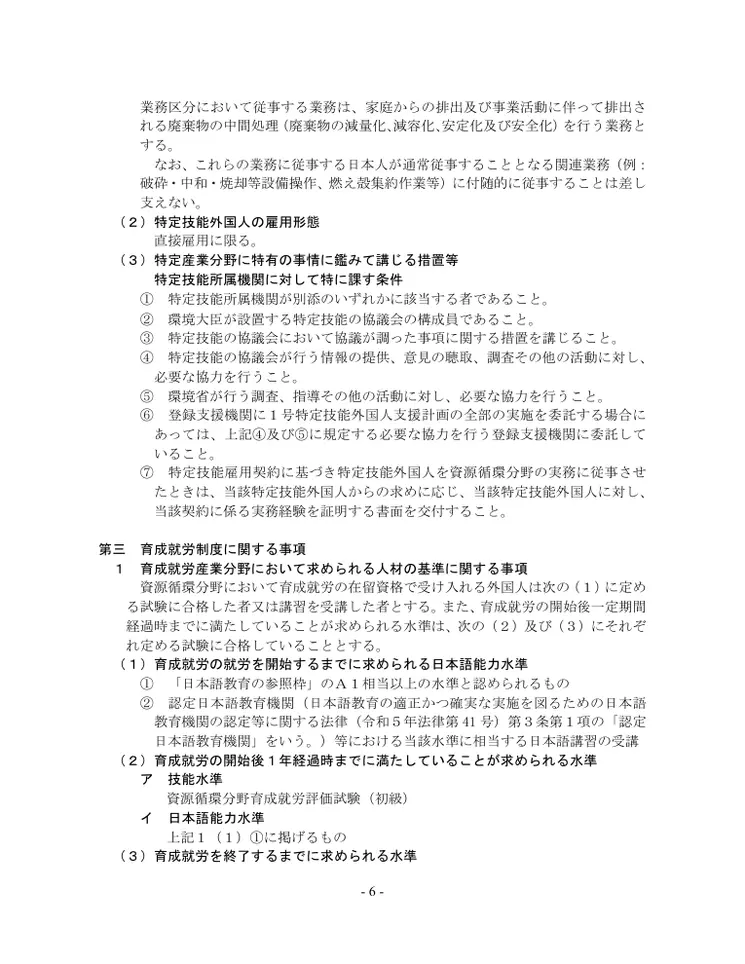 業務区分において従事する業務は、家庭からの排出及び事業活動に伴って排出さ
れる廃棄物の中間処理（廃棄物の減量化、減容化、安定化及び安全化）を行う業務と
する。
なお、これらの業務に従事する日本人が通常従事することとなる関連業務（例：
破砕・中和・焼却等設備操作、燃え殻集約作業等）に付随的に従事することは差し
支えない。
（２）特定技能外国人の雇用形態
直接雇用に限る。
（３）特定産業分野に特有の事情に鑑みて講じる措置等
特定技能所属機関に対して特に課す条件
①　特定技能所属機関が別添のいずれかに該当する者であること。
②　環境大臣が設置する特定技能の協議会の構成員であること。
③　特定技能の協議会において協議が調った事項に関する措置を講じること。
④　特定技能の協議会が行う情報の提供、意見の聴取、調査その他の活動に対し、
必要な協力を行うこと。
⑤　環境省が行う調査、指導その他の活動に対し、必要な協力を行うこと。
⑥　登録支援機関に１号特定技能外国人支援計画の全部の実施を委託する場合に
あっては、上記④及び⑤に規定する必要な協力を行う登録支援機関に委託して
いること。
⑦　特定技能雇用契約に基づき特定技能外国人を資源循環分野の実務に従事させ
たときは、当該特定技能外国人からの求めに応じ、当該特定技能外国人に対し、
当該契約に係る実務経験を証明する書面を交付すること。
第三　育成就労制度に関する事項
１　育成就労産業分野において求められる人材の基準に関する事項
資源循環分野において育成就労の在留資格で受け入れる外国人は次の（１）に定め
る試験に合格した者又は講習を受講した者とする。また、育成就労の開始後一定期間
経過時までに満たしていることが求められる水準は、次の（２）及び（３）にそれぞ
れ定める試験に合格していることとする。
（１）育成就労の就労を開始するまでに求められる日本語能力水準
①　「日本語教育の参照枠」のＡ１相当以上の水準と認められるもの
②　認定日本語教育機関（日本語教育の適正かつ確実な実施を図るための日本語
教育機関の認定等に関する法律（令和５年法律第 41 号）第３条第１項の「認定
日本語教育機関」をいう。）等における当該水準に相当する日本語講習の受講
（２）育成就労の開始後１年経過時までに満たしていることが求められる水準
ア　技能水準
資源循環分野育成就労評価試験（初級）
イ　日本語能力水準
上記１（１）①に掲げるもの
（３）育成就労を終了するまでに求められる水準
- 6 -